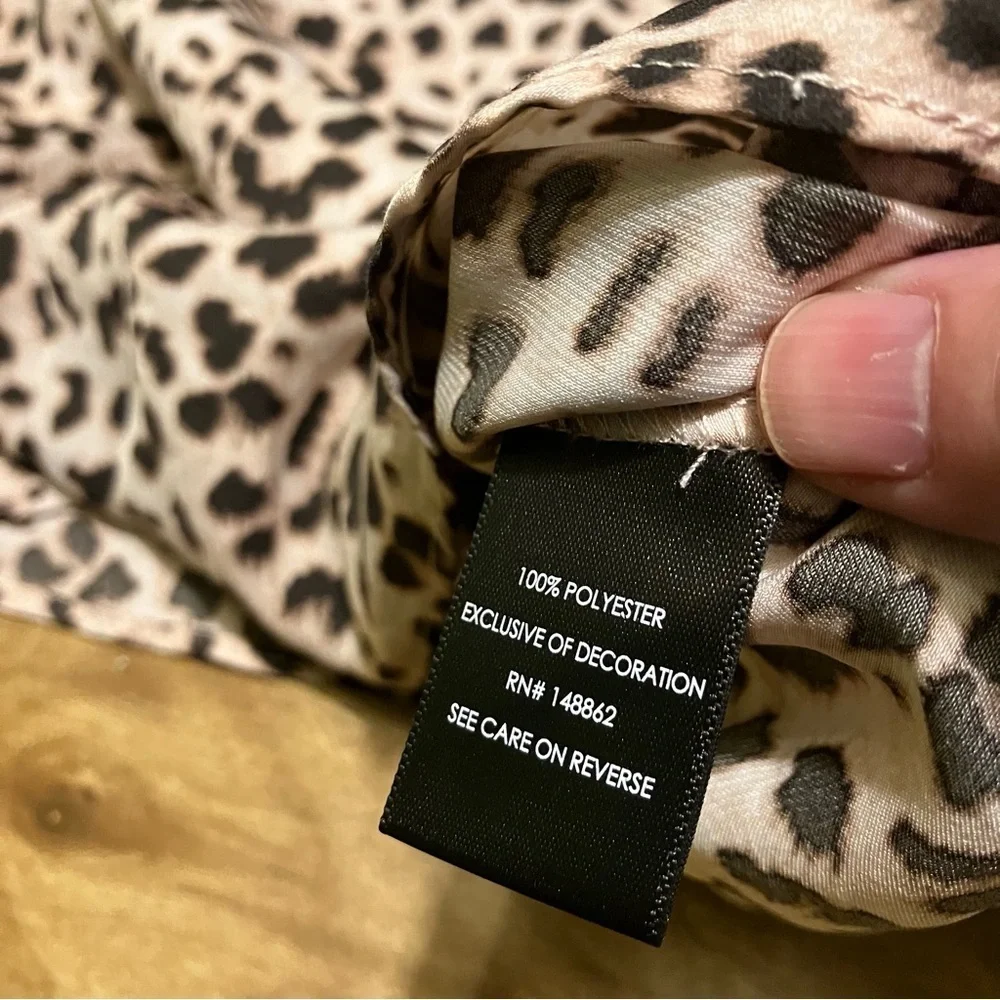 100% POLYESTER
EXCLUSIVE OF DECORATION
RN# 148862
SEE CARE ON REVERSE